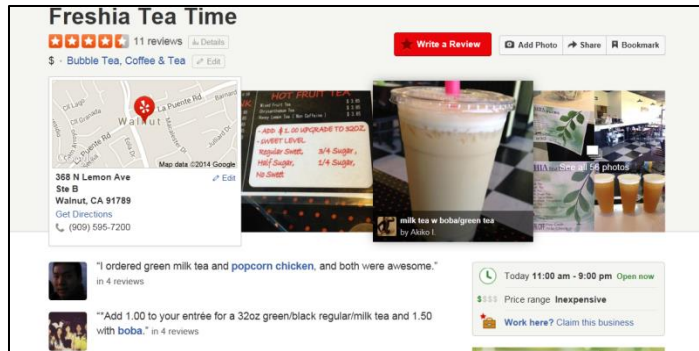 Freshia Tea Time
11 reviews Details
$ · Bubble Tea, Coffee & Tea Edit
Write a Review Add Photo Share Bookmark
La Puente Rd
Walnut
Map data ©2014 Google
368 N Lemon Ave
Edit
Ste B
Walnut, CA 91789
Get Directions
(909) 595-7200
HOT FRUIT TEA
- ADD $1.00 UPGRADE TO 32OZ
- SWEET LEVEL
Regular Sweet, 3/4 Sugar,
Half Sugar, 1/4 Sugar,
No Sweet
milk tea w boba/green tea
by Akiko I.
See all 56 photos
"I ordered green milk tea and popcorn chicken, and both were awesome."
in 4 reviews
""Add 1.00 to your entrée for a 32oz green/black regular/milk tea and 1.50
with boba." in 4 reviews
Today 11:00 am - 9:00 pm Open now
$$$$ Price range Inexpensive
Work here? Claim this business